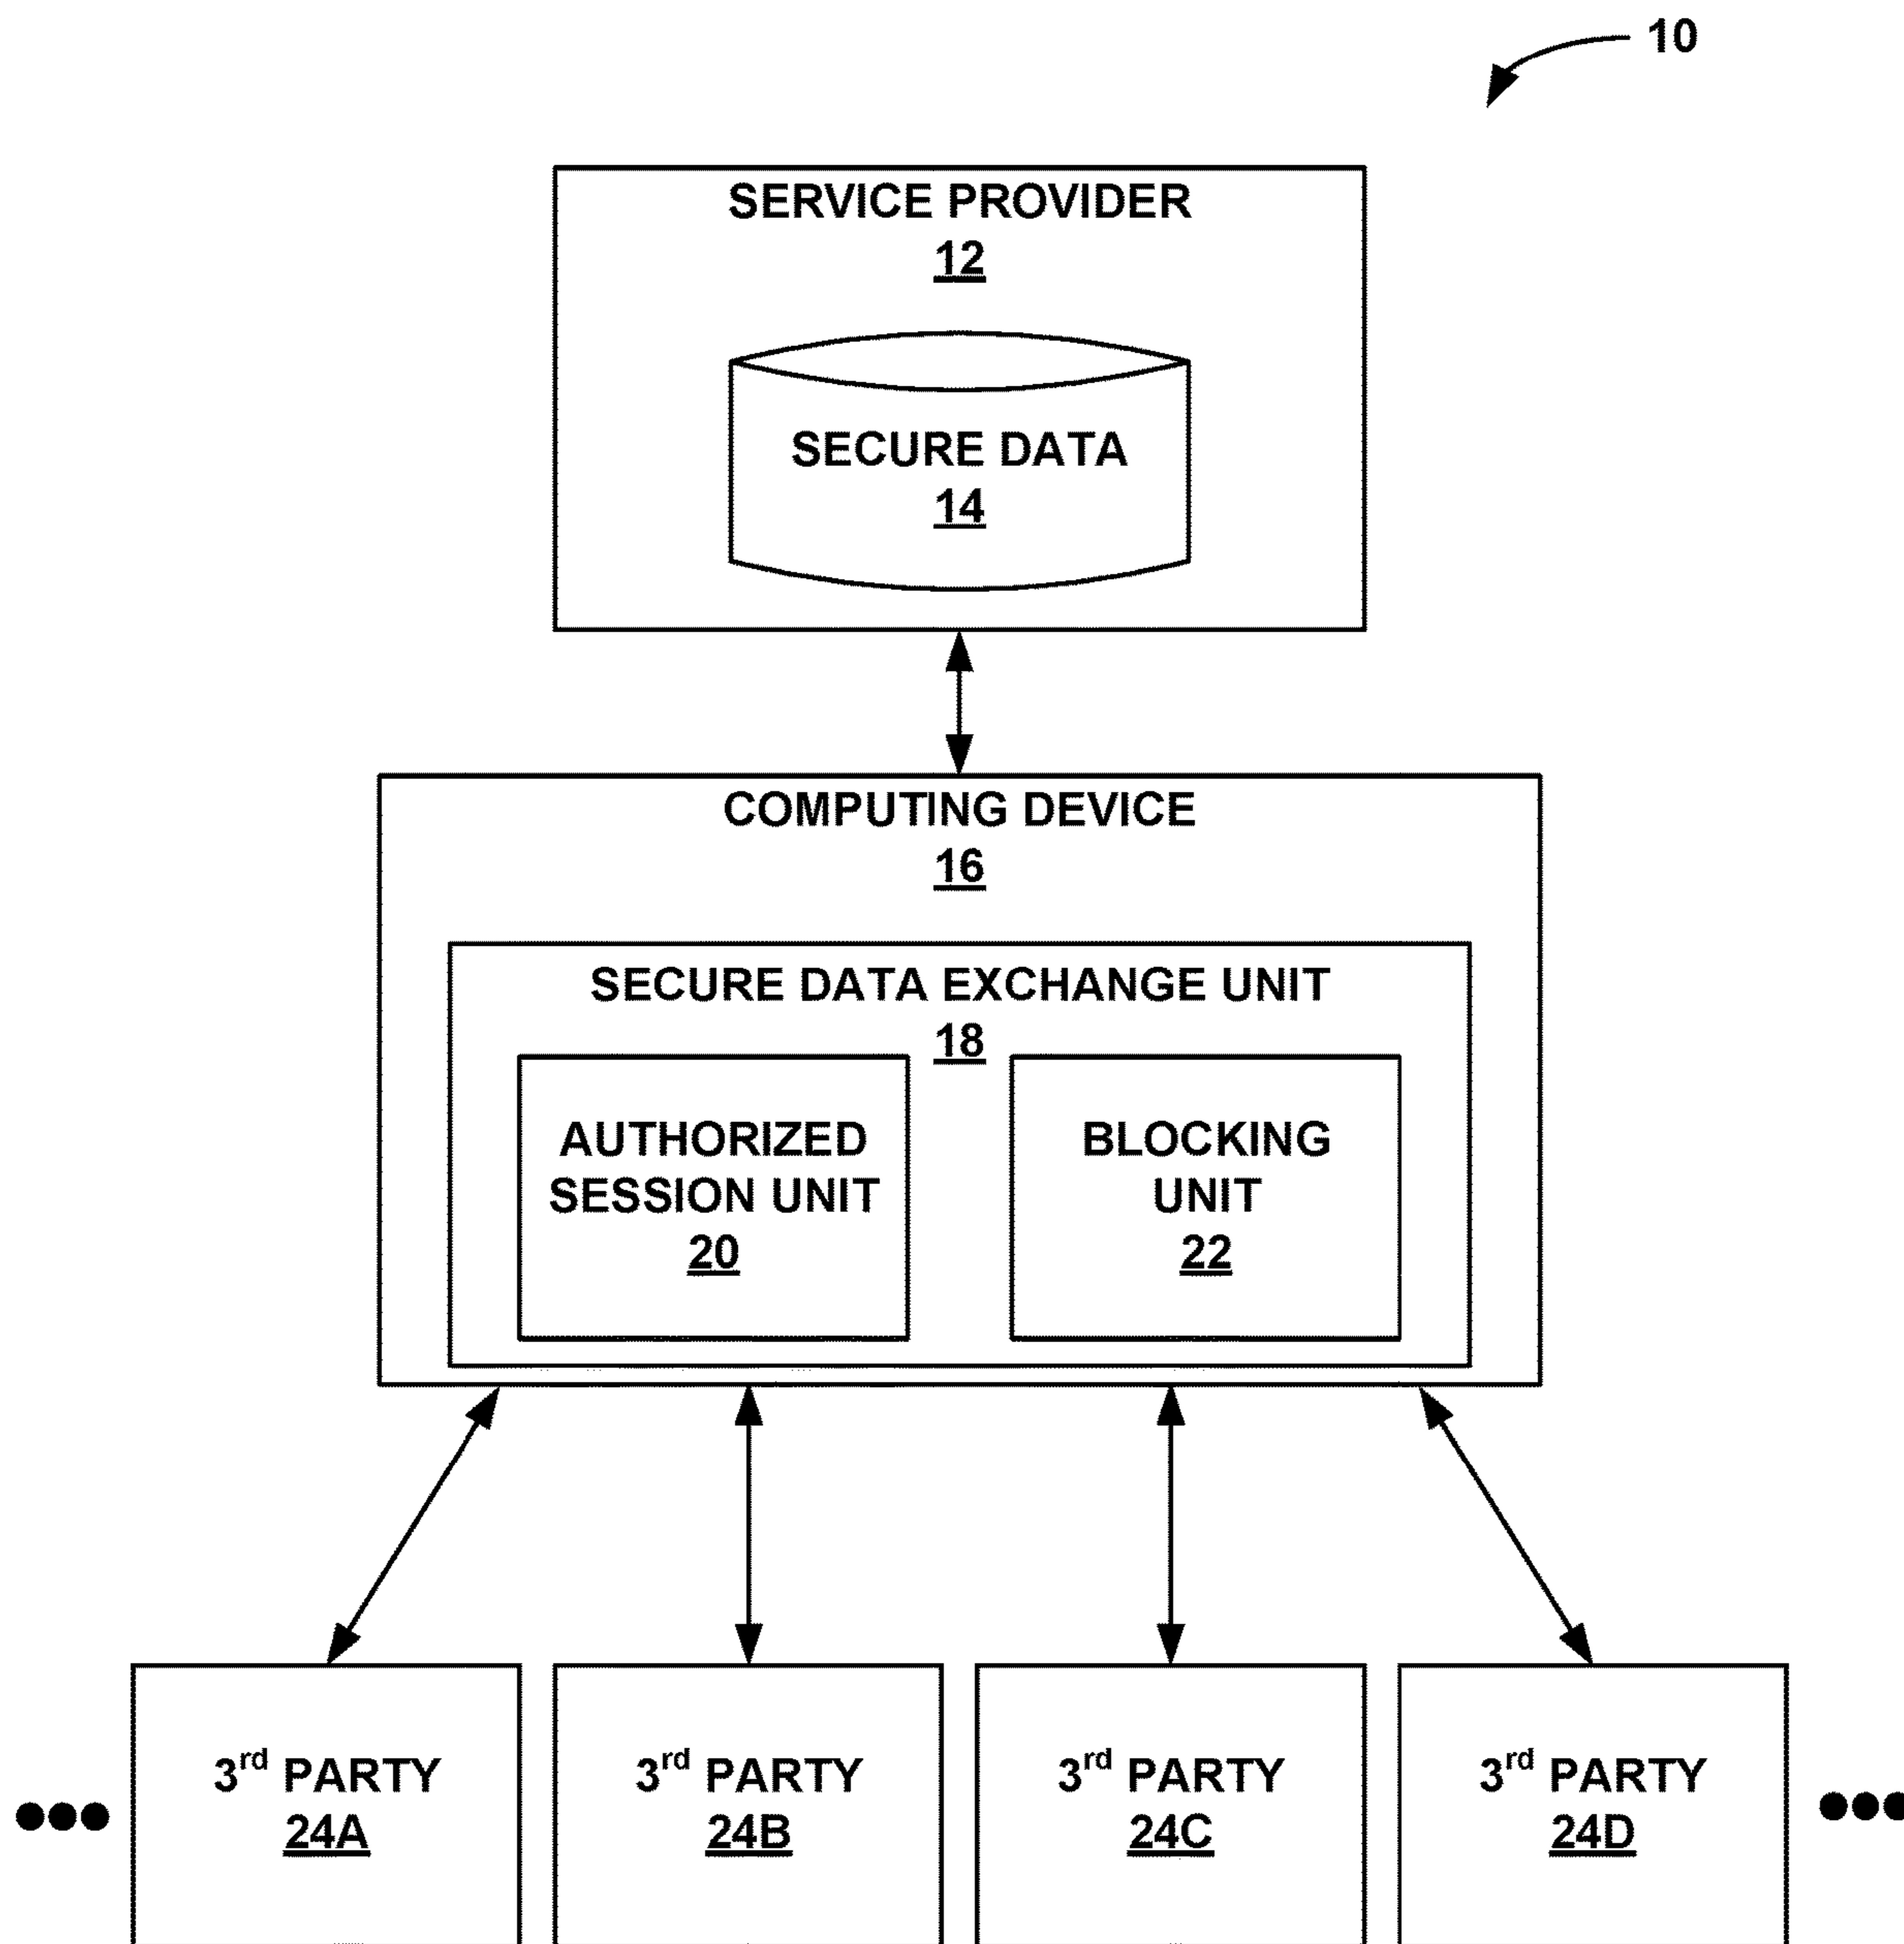 10
SERVICE PROVIDER
12
SECURE DATA
14
COMPUTING DEVICE
16
SECURE DATA EXCHANGE UNIT
18
AUTHORIZED
SESSION UNIT
20
BLOCKING
UNIT
22
3rd PARTY
24A
3rd PARTY
24B
3rd PARTY
24C
3rd PARTY
24D